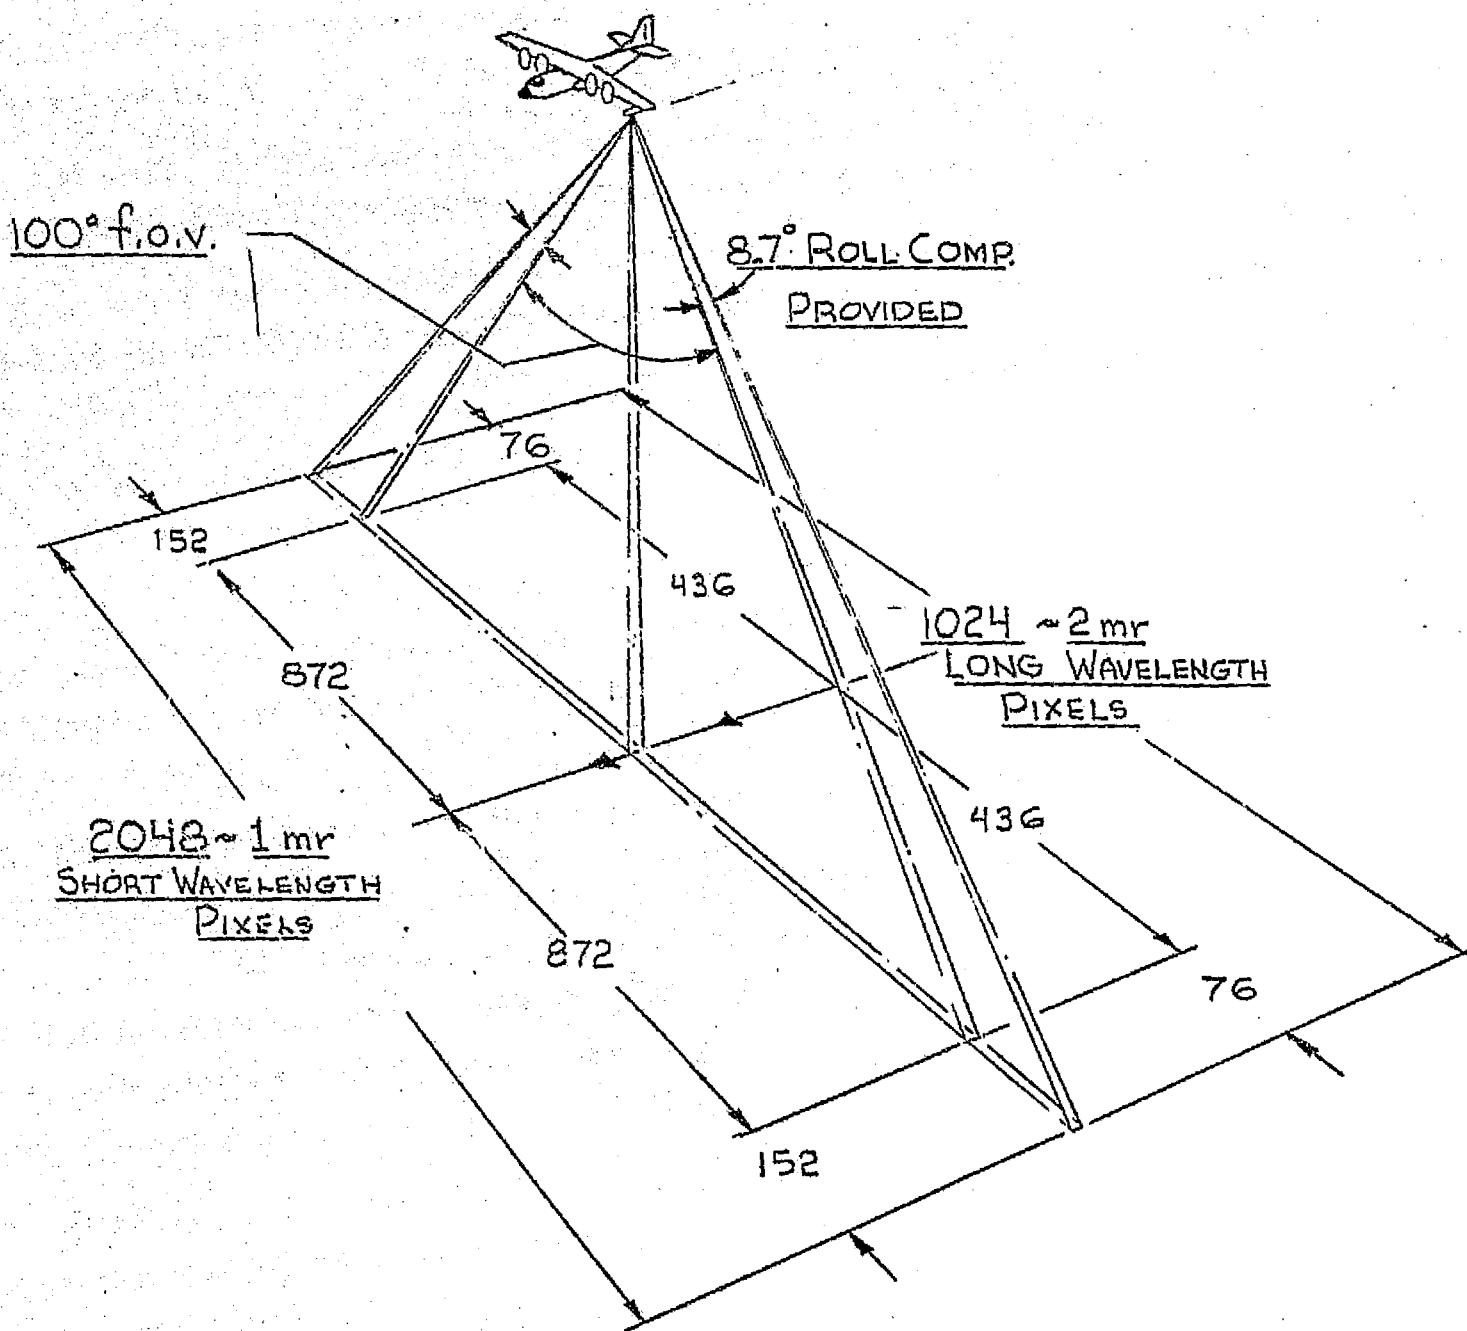 100° f.o.v.
8.7° ROLL COMP.
PROVIDED
76
152
436
872
1024 ~ 2 mr
LONG WAVELENGTH
PIXELS
436
2048 ~ 1 mr
SHORT WAVELENGTH
PIXELS
872
76
152